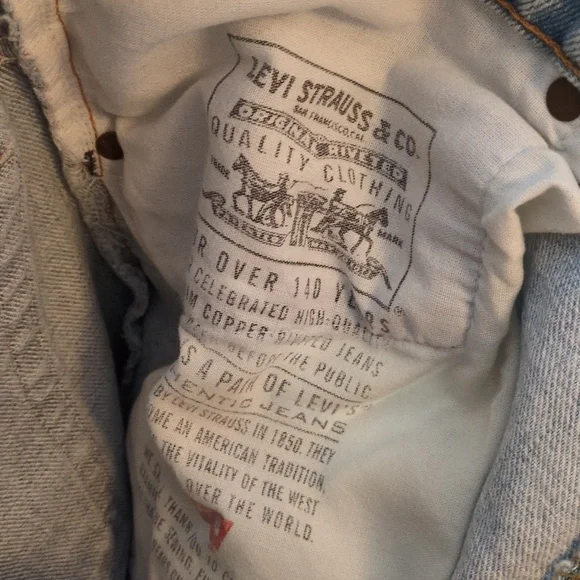 LEVI STRAUSS & CO.
SAN FRANCISCO, CAL
ORIGINAL RIVETED
QUALITY CLOTHING
TRADE MARK
OVER 140 YEARS
CELEBRATED HIGH-QUALITY
COPPER-RIVETED JEANS
BEFORE THE PUBLIC
A PAIR OF LEVI'S
JEANS
BY LEVI STRAUSS IN 1850. THEY
AN AMERICAN TRADITION,
THE VITALITY OF THE WEST
OVER THE WORLD.